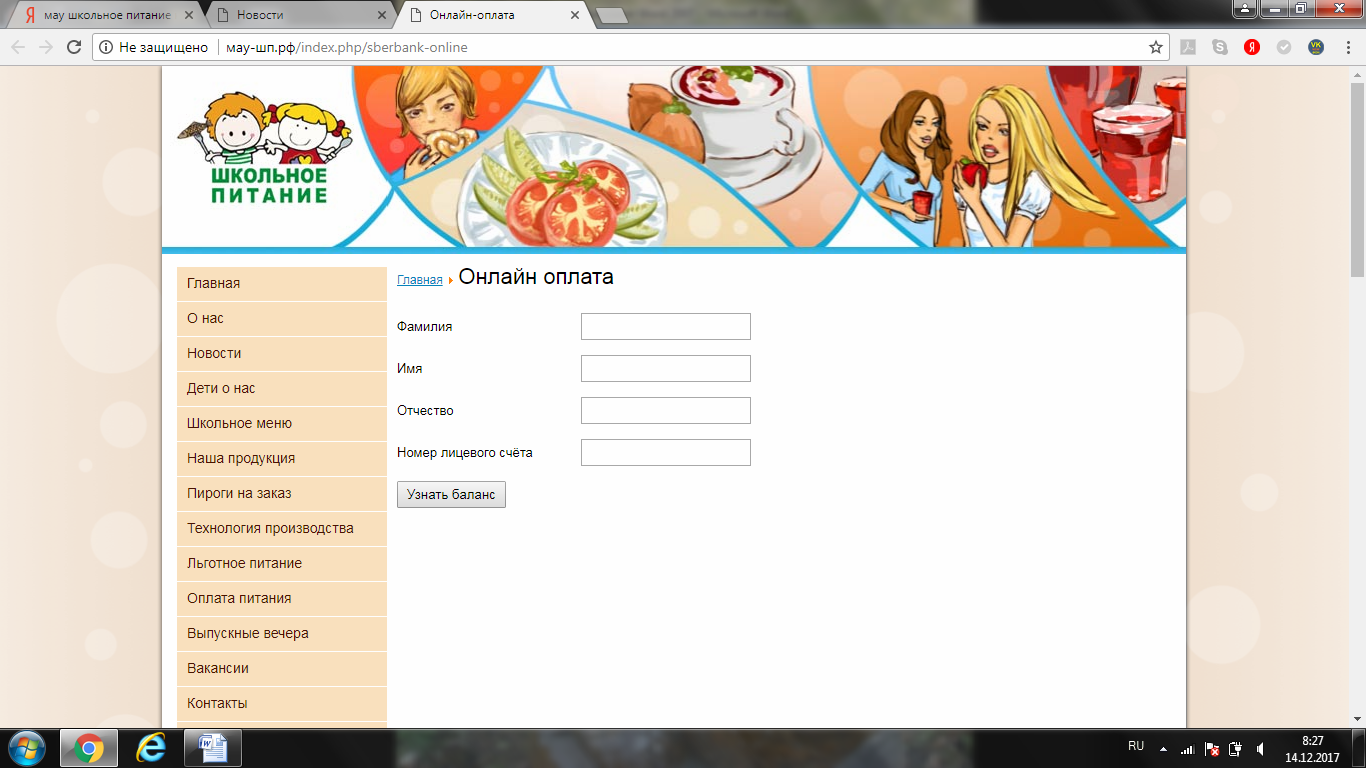 мау школьное питание
Новости
Онлайн-оплата
Не защищено
мау-шп.рф/index.php/sberbank-online
ШКОЛЬНОЕ
ПИТАНИЕ
Главная
О нас
Новости
Дети о нас
Школьное меню
Наша продукция
Пироги на заказ
Технология производства
Льготное питание
Оплата питания
Выпускные вечера
Вакансии
Контакты
Главная Онлайн оплата
Фамилия
Имя
Отчество
Номер лицевого счёта
Узнать баланс
RU
8:27
14.12.2017